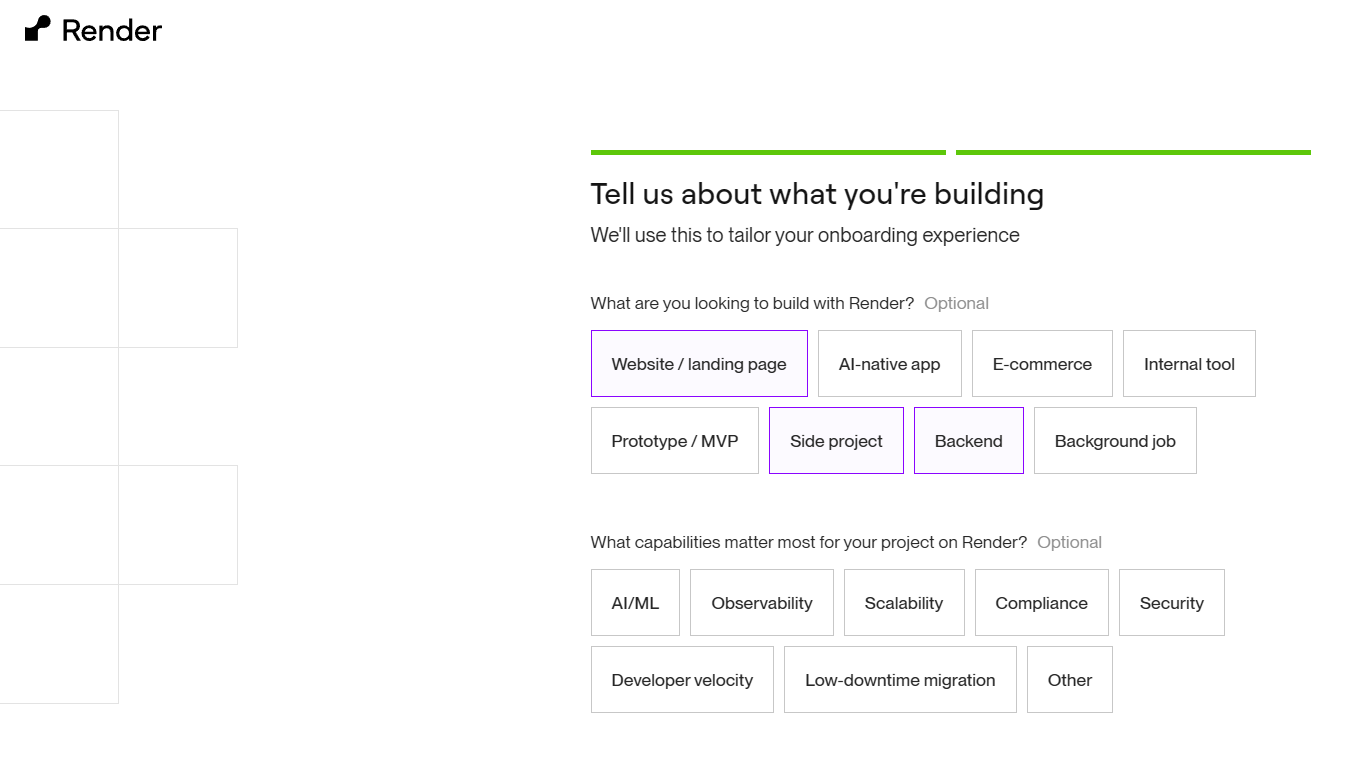 Render
Tell us about what you're building
We'll use this to tailor your onboarding experience
What are you looking to build with Render? Optional
Website / landing page AI-native app E-commerce Internal tool
Prototype / MVP Side project Backend Background job
What capabilities matter most for your project on Render? Optional
AI/ML Observability Scalability Compliance Security
Developer velocity Low-downtime migration Other